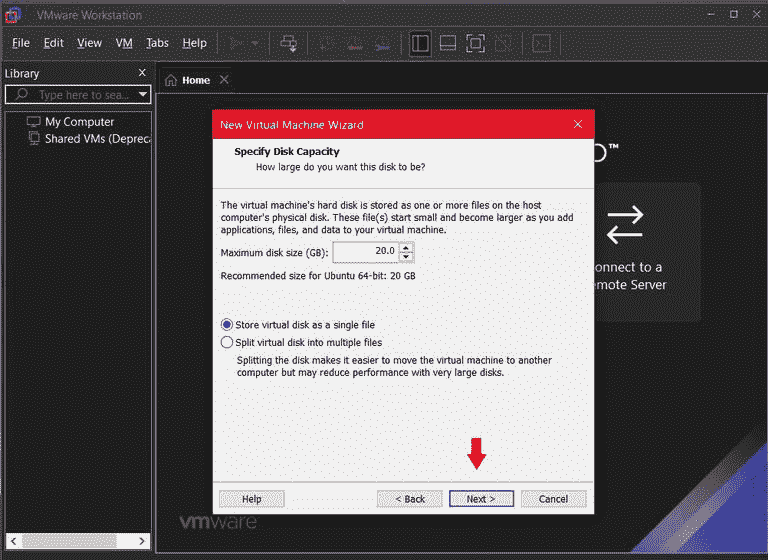 VMware Workstation
File Edit View VM Tabs Help
Library
Type here to sea...
My Computer
Shared VMs (Depreca
Home
New Virtual Machine Wizard
Specify Disk Capacity
How large do you want this disk to be?
The virtual machine's hard disk is stored as one or more files on the host
computer's physical disk. These file(s) start small and become larger as you add
applications, files, and data to your virtual machine.
Maximum disk size (GB): 20.0
Recommended size for Ubuntu 64-bit: 20 GB
Store virtual disk as a single file
Split virtual disk into multiple files
Splitting the disk makes it easier to move the virtual machine to another
computer but may reduce performance with very large disks.
Help < Back Next > Cancel
O™
onnect to a
emote Server
vmware